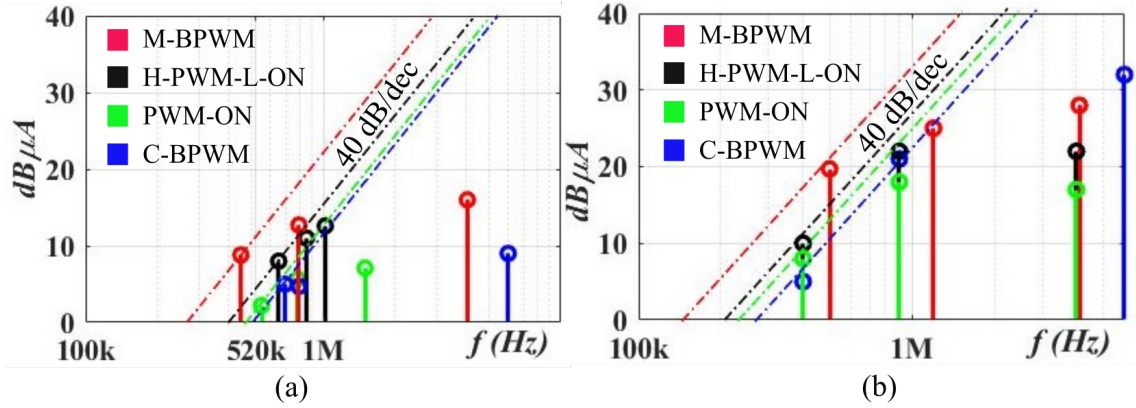 40
M-BPWM
H-PWM-L-ON
30
PWM-ON
40 dB/dec
20
C-BPWM
dBμA
10
0
100k
520k
1M
f (Hz)
(a)
40
M-BPWM
30
H-PWM-L-ON
PWM-ON
40 dB/dec
20
C-BPWM
dBμA
10
0
100k
1M
f (Hz)
(b)